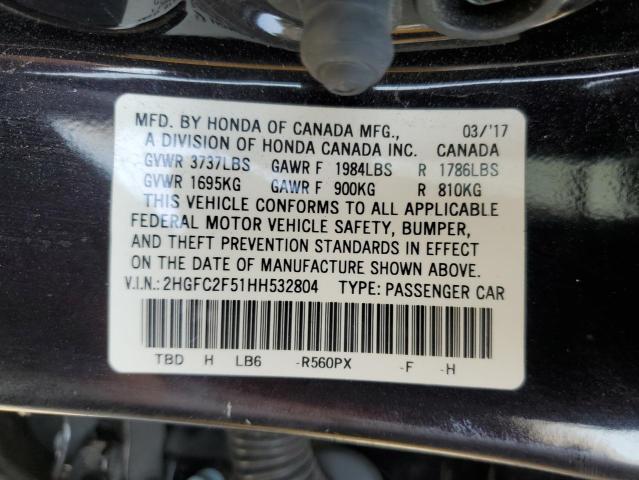 MFD. BY HONDA OF CANADA MFG., 03/'17
A DIVISION OF HONDA CANADA INC. CANADA
GVWR 3737LBS GAWR F 1984LBS R 1786LBS
GVWR 1695KG GAWR F 900KG R 810KG
THIS VEHICLE CONFORMS TO ALL APPLICABLE
FEDERAL MOTOR VEHICLE SAFETY, BUMPER,
AND THEFT PREVENTION STANDARDS IN EFFECT
ON THE DATE OF MANUFACTURE SHOWN ABOVE.
V.I.N.: 2HGFC2F51HH532804 TYPE: PASSENGER CAR
TBD H LB6 -R560PX -F -H